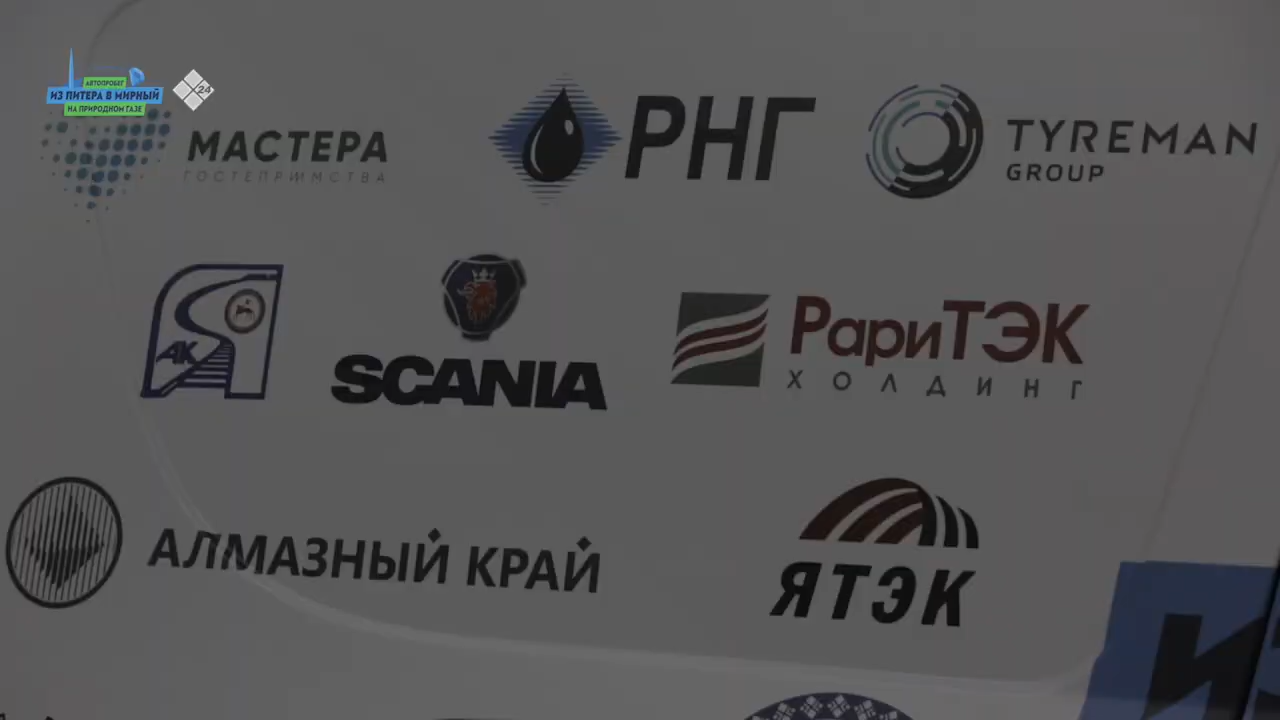 АВТОПРОБЕГ
ИЗ ПИТЕРА В МИРНЫЙ
НА ПРИРОДНОМ ГАЗЕ
24
МАСТЕРА
ГОСТЕПРИИМСТВА
РНГ
TYREMAN
GROUP
АК
SCANIA
РариТЭК
ХОЛДИНГ
АЛМАЗНЫЙ КРАЙ
ЯТЭК